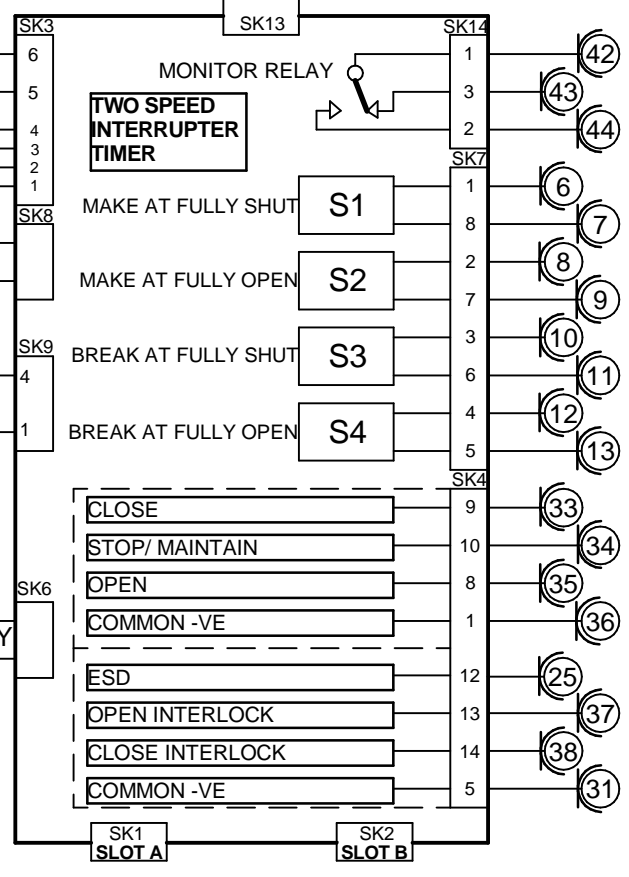 SK3
SK13
SK14
6
MONITOR RELAY
1
42
5
TWO SPEED
INTERRUPTER
TIMER
3
43
4
3
2
1
2
44
SK7
MAKE AT FULLY SHUT
S1
1
6
8
7
SK8
MAKE AT FULLY OPEN
S2
2
8
7
9
SK9
BREAK AT FULLY SHUT
S3
3
10
4
6
11
1
BREAK AT FULLY OPEN
S4
4
12
5
13
SK4
CLOSE
9
33
STOP/ MAINTAIN
10
34
SK6
OPEN
8
35
COMMON -VE
1
36
Y
ESD
12
25
OPEN INTERLOCK
13
37
CLOSE INTERLOCK
14
38
COMMON -VE
5
31
SK1
SLOT A
SK2
SLOT B